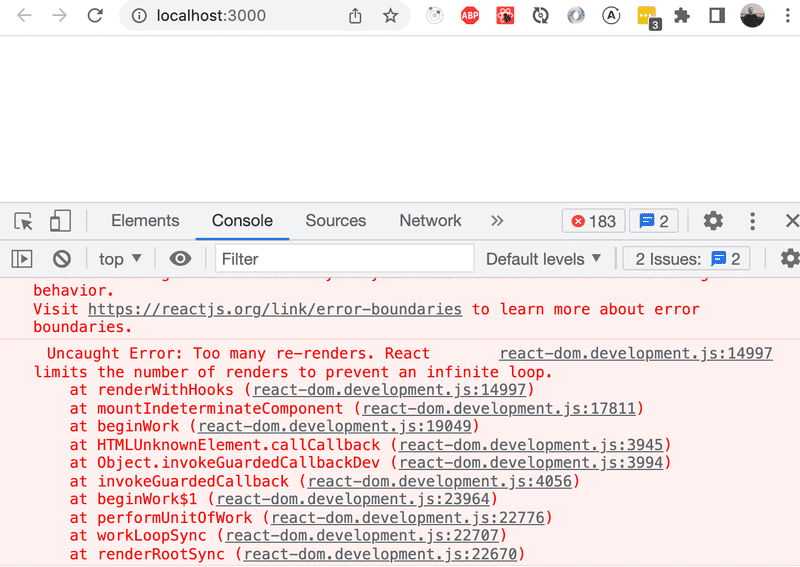 localhost:3000
ABP
A
3
Elements Console Sources Network » 183 2
top ▼ Filter Default levels ▼ 2 Issues: 2
behavior.
Visit https://reactjs.org/link/error-boundaries to learn more about error
boundaries.
Uncaught Error: Too many re-renders. React react-dom.development.js:14997
limits the number of renders to prevent an infinite loop.
at renderWithHooks (react-dom.development.js:14997)
at mountIndeterminateComponent (react-dom.development.js:17811)
at beginWork (react-dom.development.js:19049)
at HTMLUnknownElement.callCallback (react-dom.development.js:3945)
at Object.invokeGuardedCallbackDev (react-dom.development.js:3994)
at invokeGuardedCallback (react-dom.development.js:4056)
at beginWork$1 (react-dom.development.js:23964)
at performUnitOfWork (react-dom.development.js:22776)
at workLoopSync (react-dom.development.js:22707)
at renderRootSync (react-dom.development.js:22670)